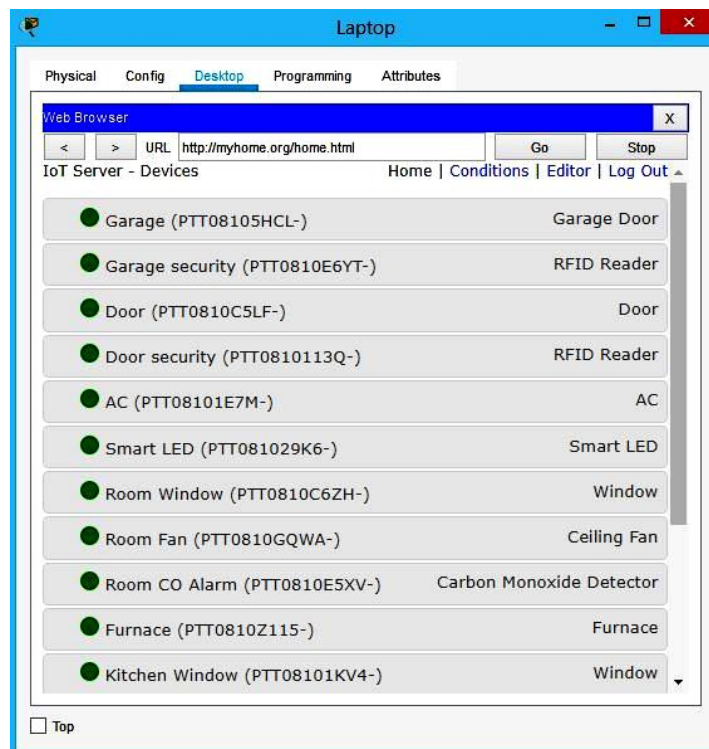 Laptop
Physical Config Desktop Programming Attributes
Web Browser X
< > URL http://myhome.org/home.html Go Stop
IoT Server - Devices Home | Conditions | Editor | Log Out
Garage (PTT08105HCL-) Garage Door
Garage security (PTT0810E6YT-) RFID Reader
Door (PTT0810C5LF-) Door
Door security (PTT0810113Q-) RFID Reader
AC (PTT08101E7M-) AC
Smart LED (PTT081029K6-) Smart LED
Room Window (PTT0810C6ZH-) Window
Room Fan (PTT0810GQWA-) Ceiling Fan
Room CO Alarm (PTT0810E5XV-) Carbon Monoxide Detector
Furnace (PTT0810Z115-) Furnace
Kitchen Window (PTT08101KV4-) Window
Top